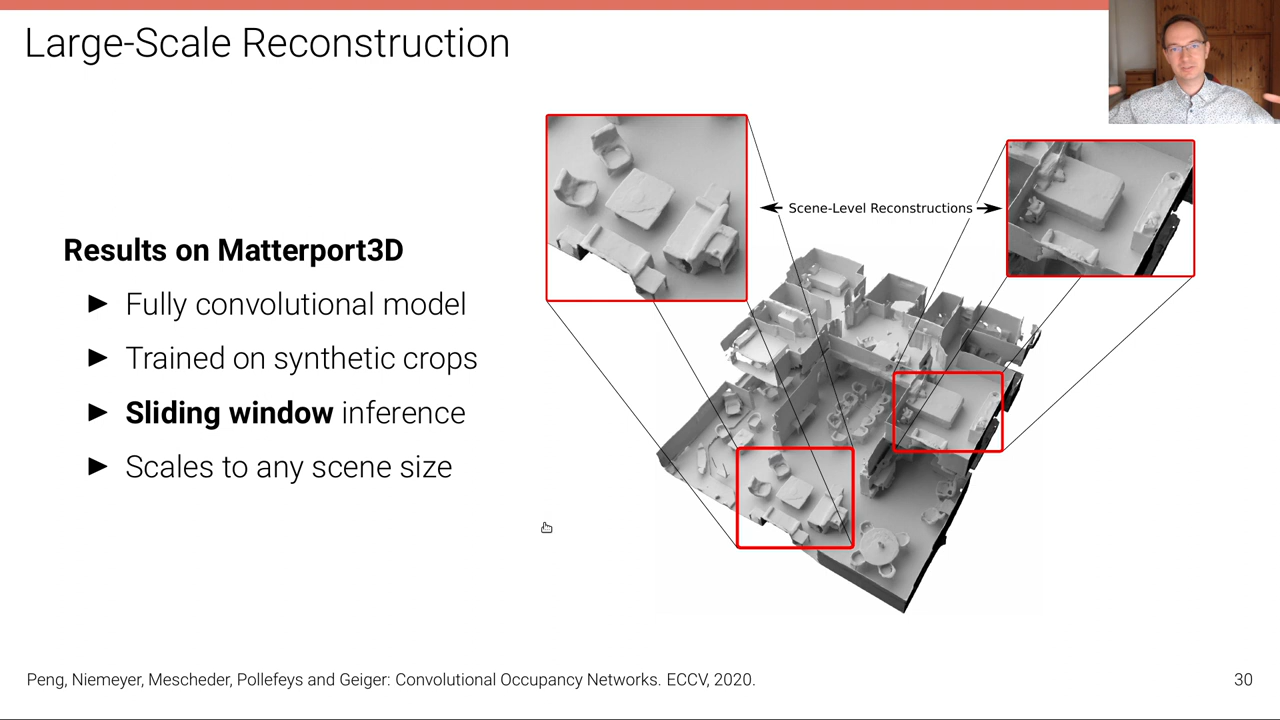 Large-Scale Reconstruction
Scene-Level Reconstructions
Results on Matterport3D
► Fully convolutional model
► Trained on synthetic crops
► Sliding window inference
► Scales to any scene size
Peng, Niemeyer, Mescheder, Pollefeys and Geiger: Convolutional Occupancy Networks. ECCV, 2020.
30